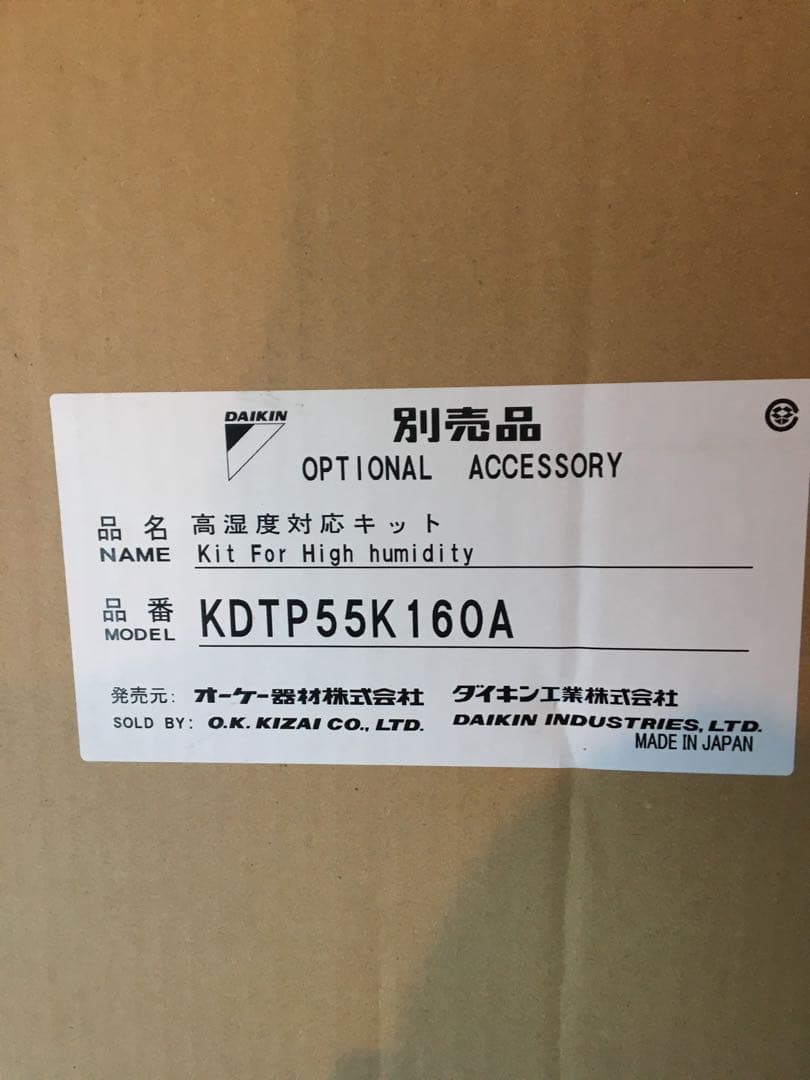 DAIKIN
別売品
OPTIONAL ACCESSORY
品名 高湿度対応キット
NAME Kit For High humidity
品番 KDTP55K160A
MODEL
発売元: オーケー器材株式会社 ダイキン工業株式会社
SOLD BY: O.K. KIZAI CO., LTD. DAIKIN INDUSTRIES, LTD.
MADE IN JAPAN